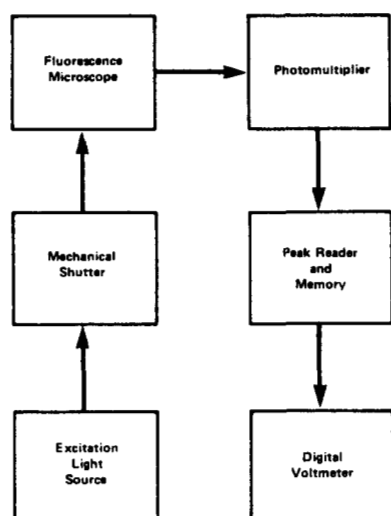 Fluorescence
Microscope
Photomultiplier
Mechanical
Shutter
Peak Reader
and
Memory
Excitation
Light
Source
Digital
Voltmeter